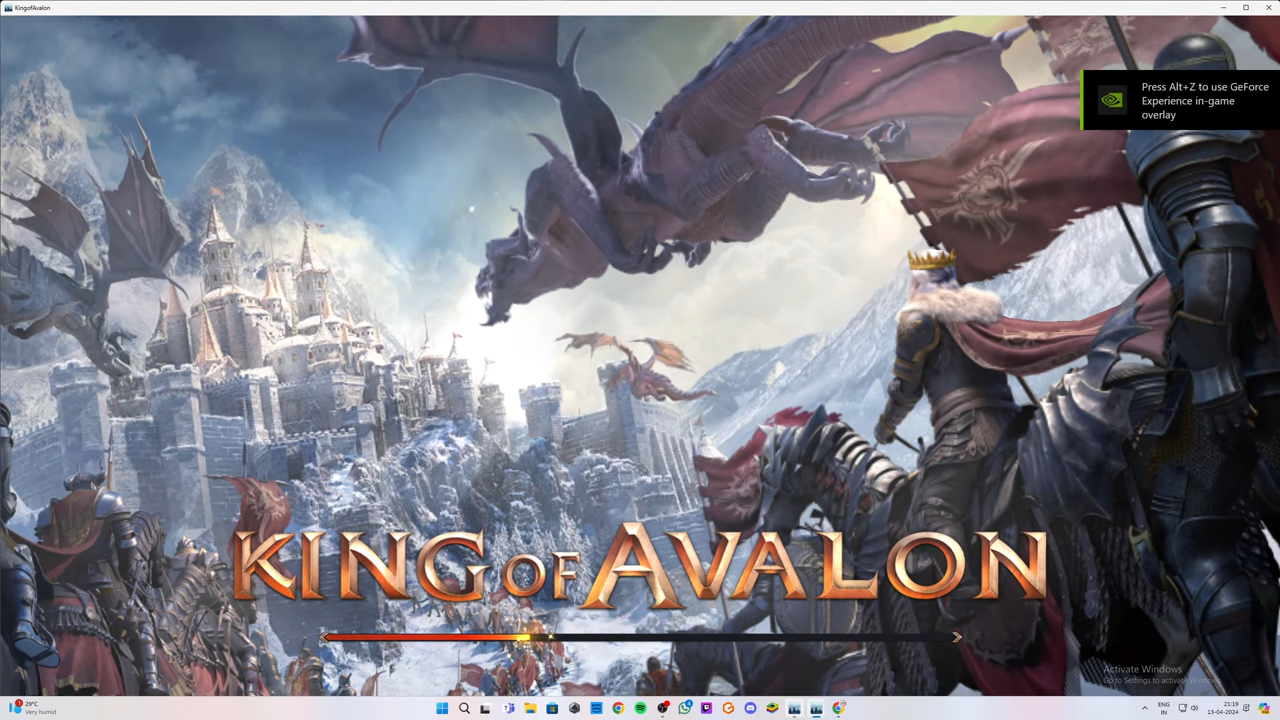 KingofAvalon
Press Alt+Z to use GeForce
Experience in-game
overlay
KING OF AVALON
Activate Windows
Go to Settings to activate Windows.
1
29°C
Very humid
ENG
IN
21:19
13-04-2024